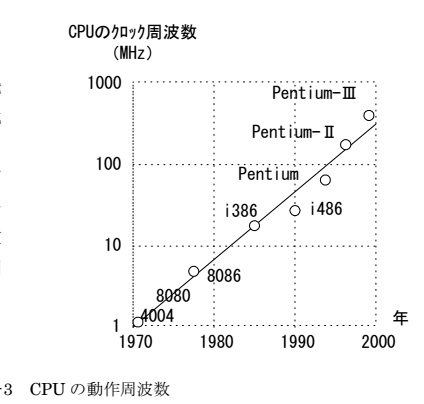 CPUのクロック周波数
(MHz)
1000
Pentium-Ⅲ
Pentium-Ⅱ
100
Pentium
i386
i486
10
8086
8080
4004
1
年
1970 1980 1990 2000
-3 CPU の動作周波数